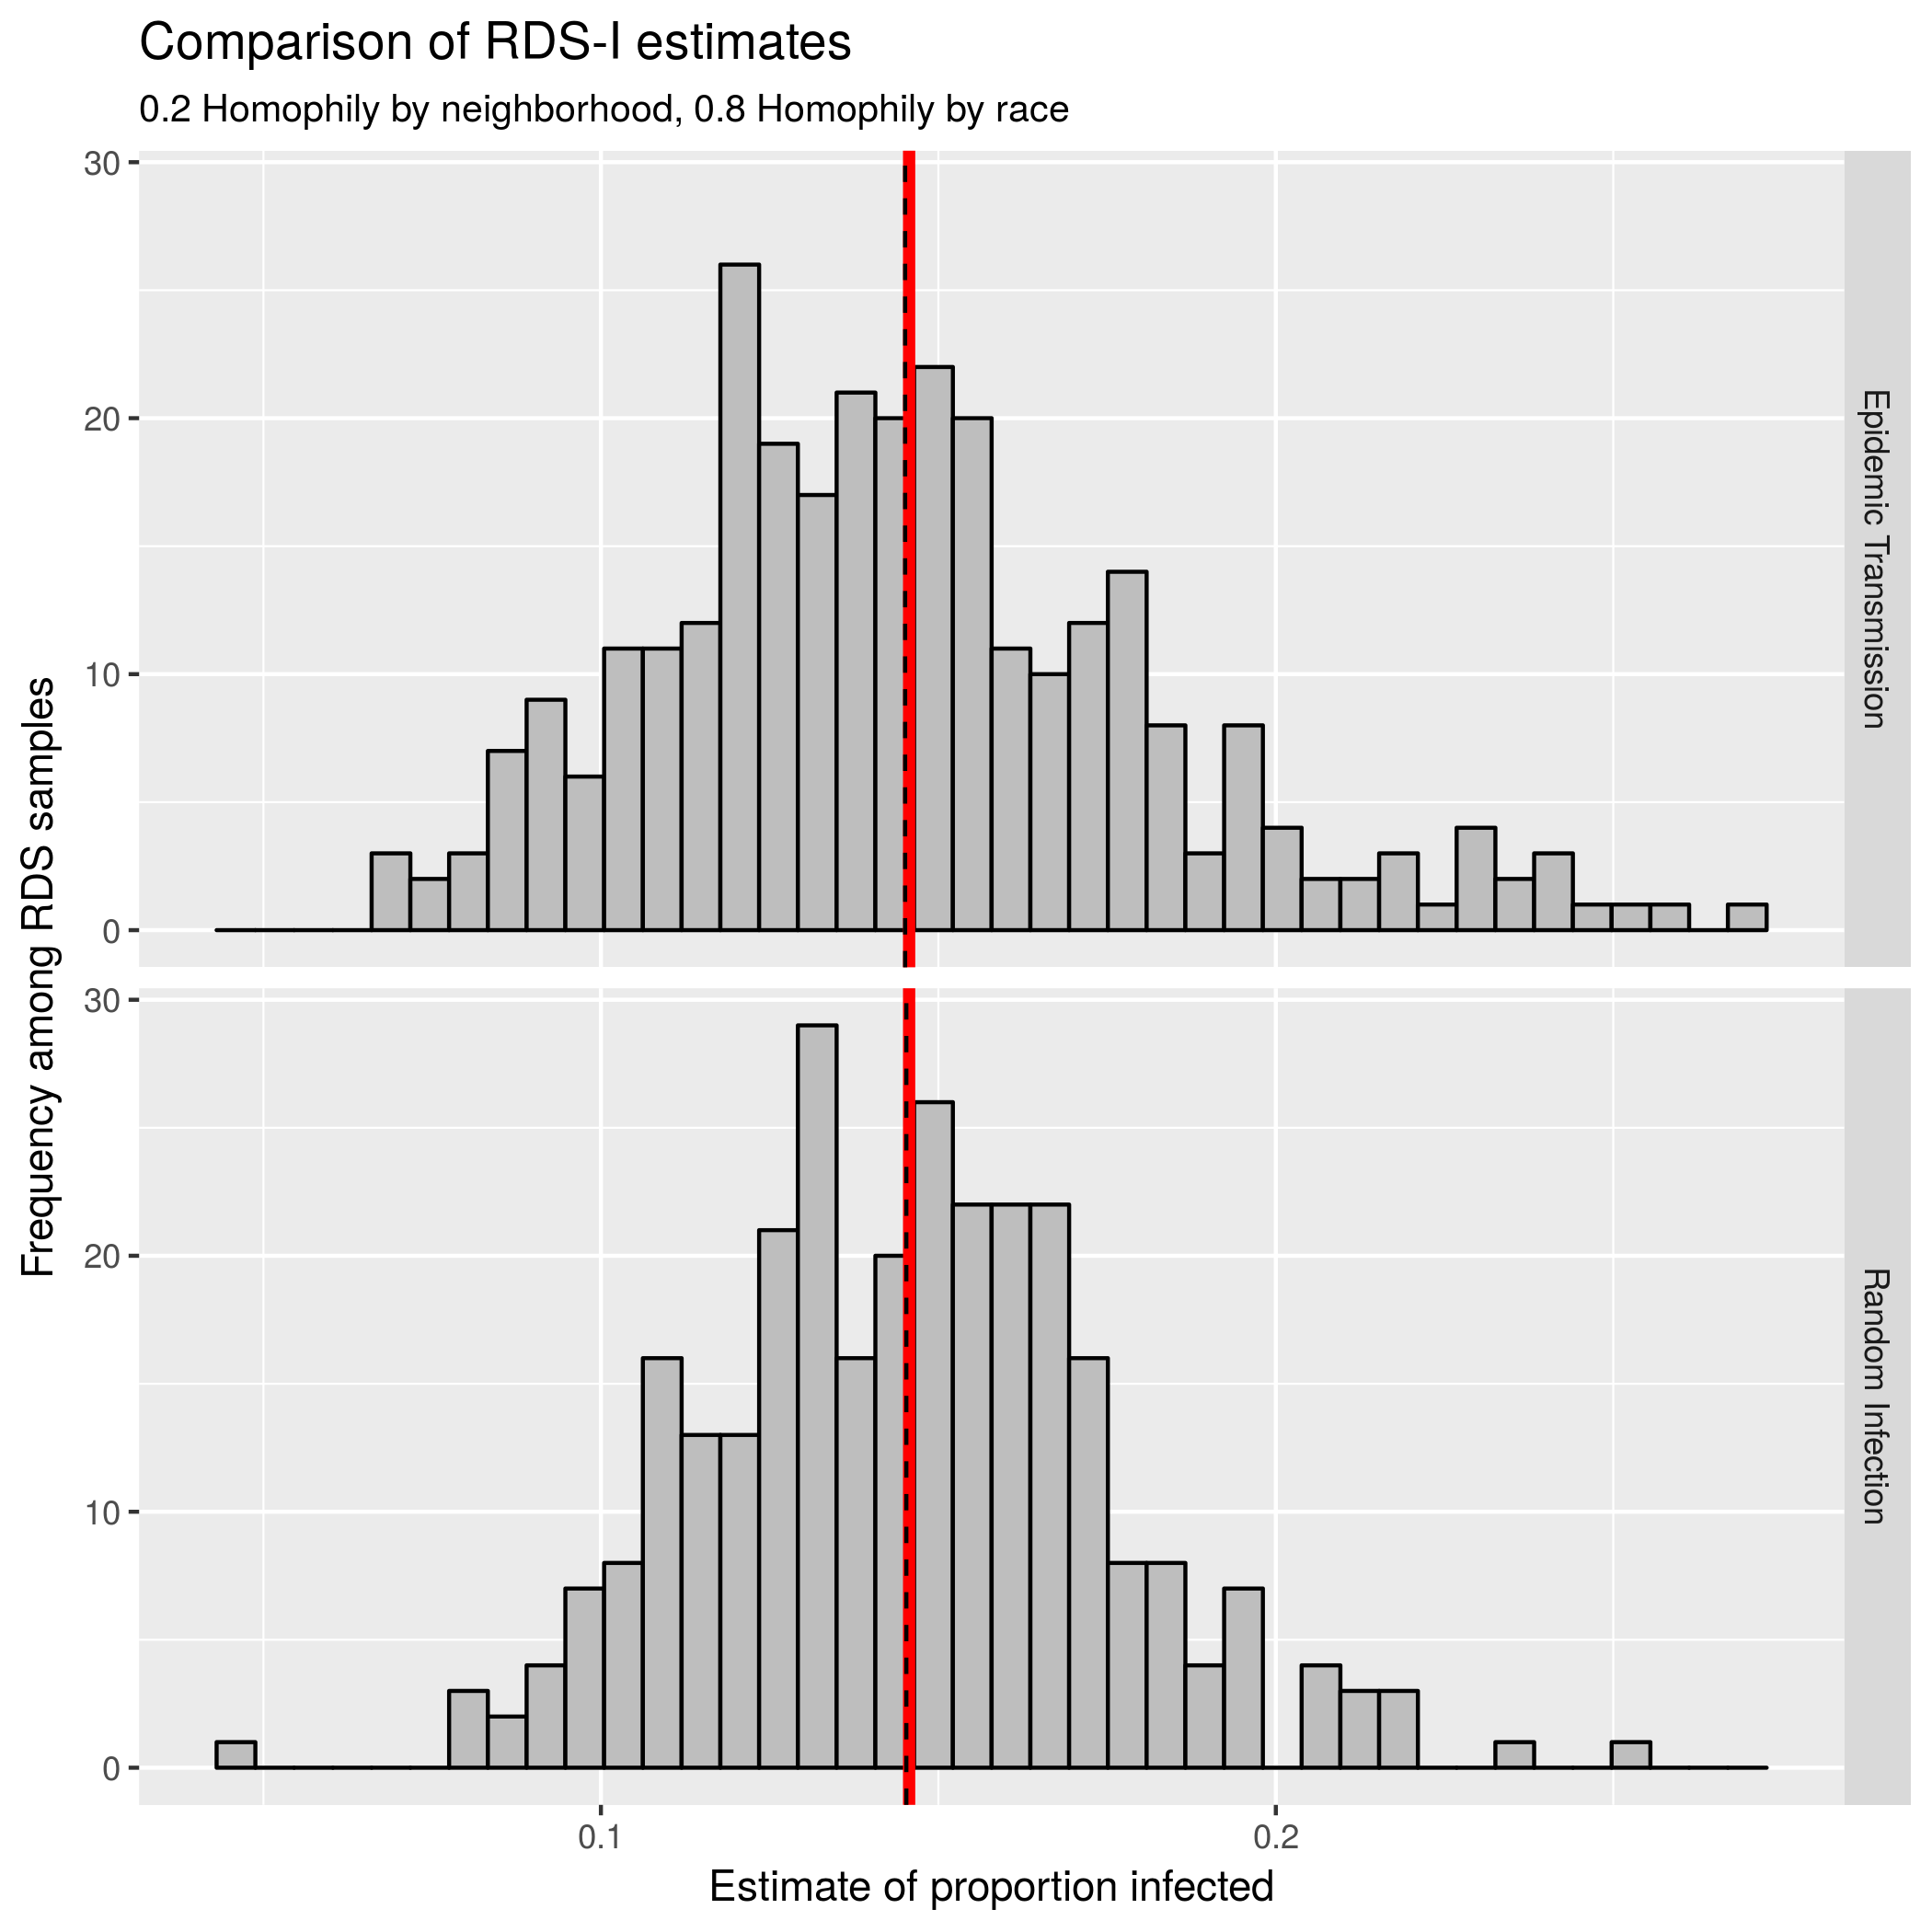 Comparison of RDS-I estimates
0.2 Homophily by neighborhood, 0.8 Homophily by race
Frequency among RDS samples
30
20
10
0
Epidemic Transmission
30
20
10
0
Random Infection
0.1
0.2
Estimate of proportion infected